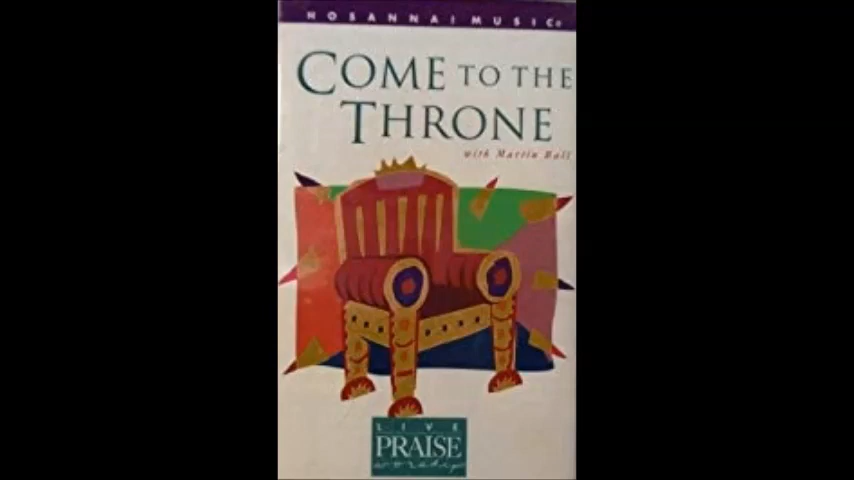 HOSANNA! MUSIC®
COME TO THE
THRONE
with Martin Ball
LIVE
PRAISE
worship